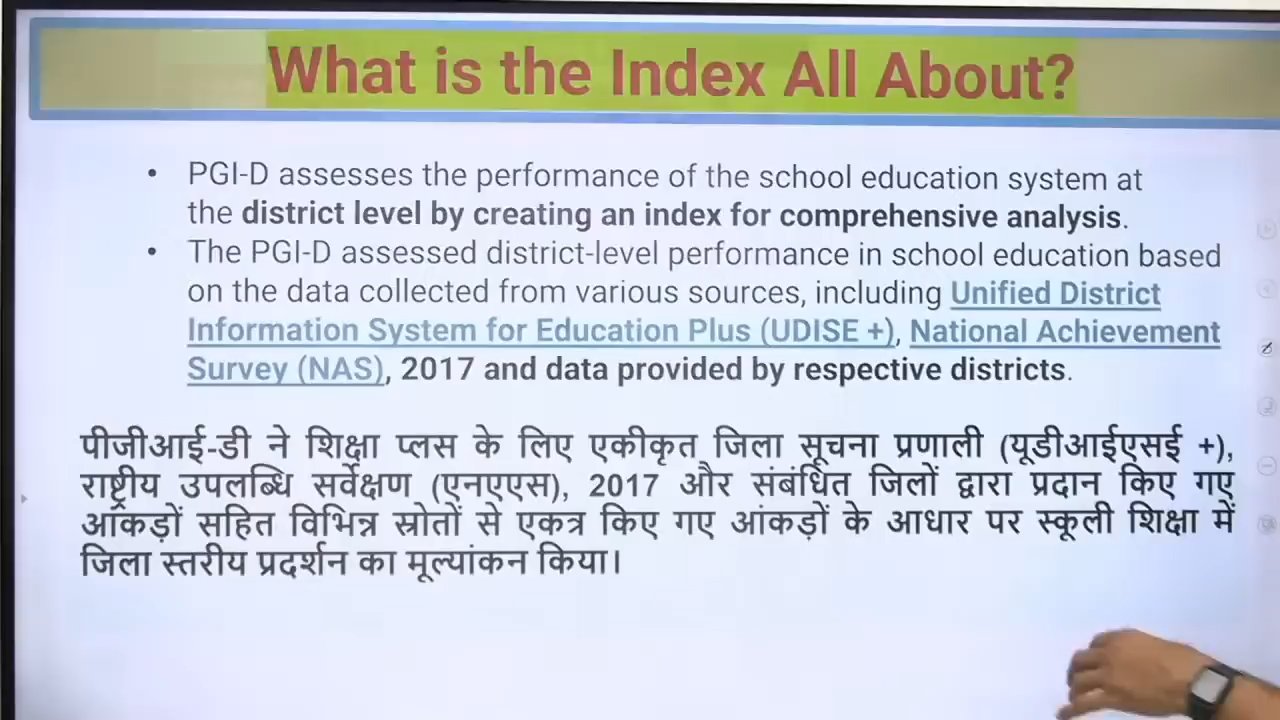 What is the Index All About?
• PGI-D assesses the performance of the school education system at
the district level by creating an index for comprehensive analysis.
• The PGI-D assessed district-level performance in school education based
on the data collected from various sources, including Unified District
Information System for Education Plus (UDISE +), National Achievement
Survey (NAS), 2017 and data provided by respective districts.
पीजीआई-डी ने शिक्षा प्लस के लिए एकीकृत जिला सूचना प्रणाली (यूडीआईएसई +),
राष्ट्रीय उपलब्धि सर्वेक्षण (एनएएस), 2017 और संबंधित जिलों द्वारा प्रदान किए गए
आंकड़ों सहित विभिन्न स्रोतों से एकत्र किए गए आंकड़ों के आधार पर स्कूली शिक्षा में
जिला स्तरीय प्रदर्शन का मूल्यांकन किया।